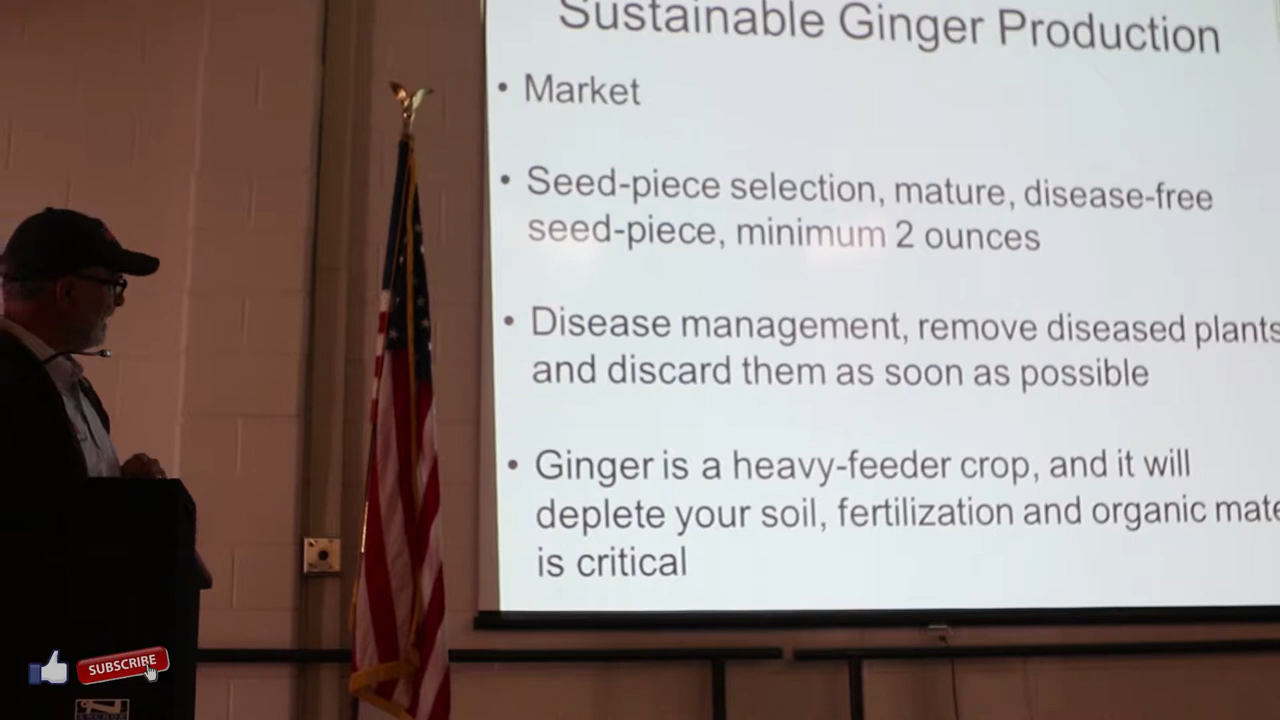 Sustainable Ginger Production
• Market
• Seed-piece selection, mature, disease-free
seed-piece, minimum 2 ounces
• Disease management, remove diseased plants
and discard them as soon as possible
• Ginger is a heavy-feeder crop, and it will
deplete your soil, fertilization and organic mate
is critical
SUBSCRIBE